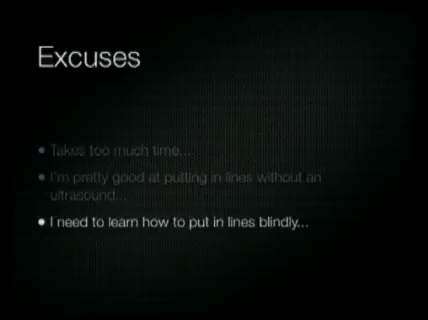 Excuses
Takes too much time...
I'm pretty good at putting in lines without an
ultrasound...
I need to learn how to put in lines blindly...